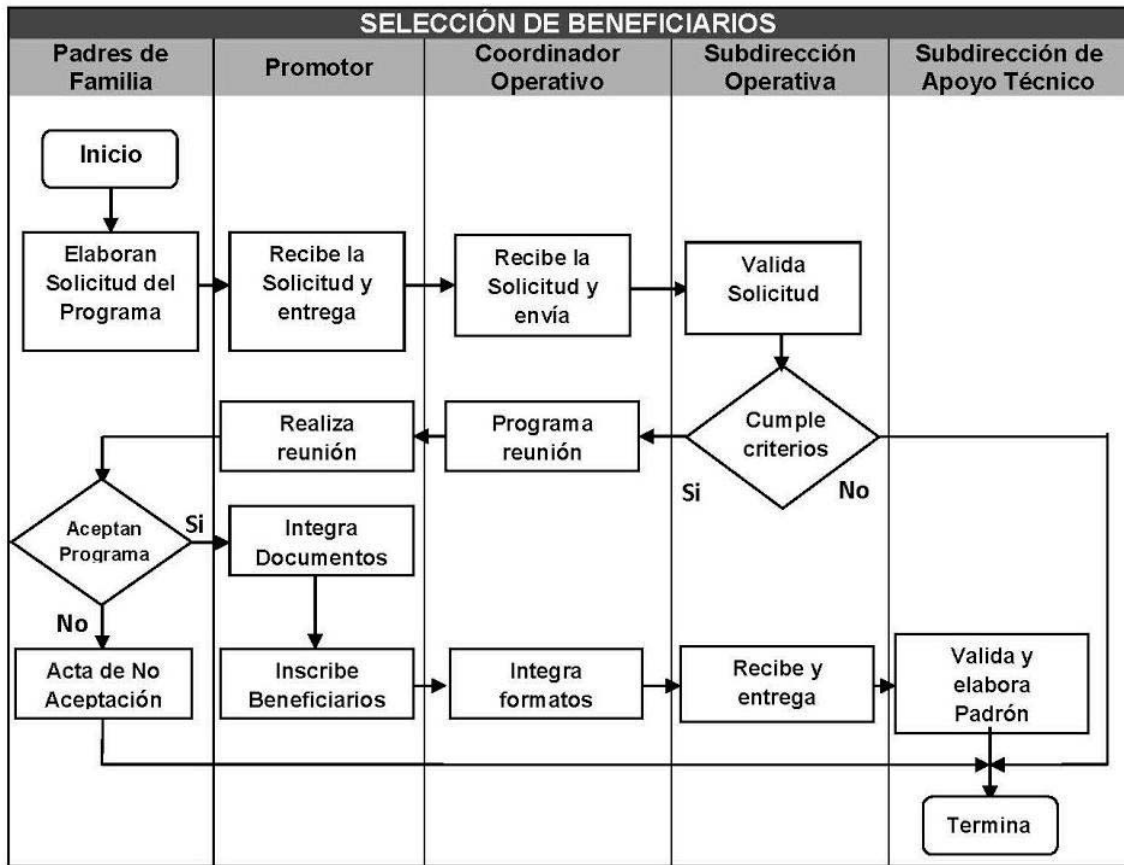 SELECCIÓN DE BENEFICIARIOS
Padres de
Familia
Promotor
Coordinador
Operativo
Subdirección
Operativa
Subdirección de
Apoyo Técnico
Inicio
Elaboran
Solicitud del
Programa
Recibe la
Solicitud y
entrega
Recibe la
Solicitud y
envía
Valida
Solicitud
Realiza
reunión
Programa
reunión
Cumple
criterios
Si
No
Aceptan
Programa
Si
Integra
Documentos
No
Acta de No
Aceptación
Inscribe
Beneficiarios
Integra
formatos
Recibe y
entrega
Valida y
elabora
Padrón
Termina